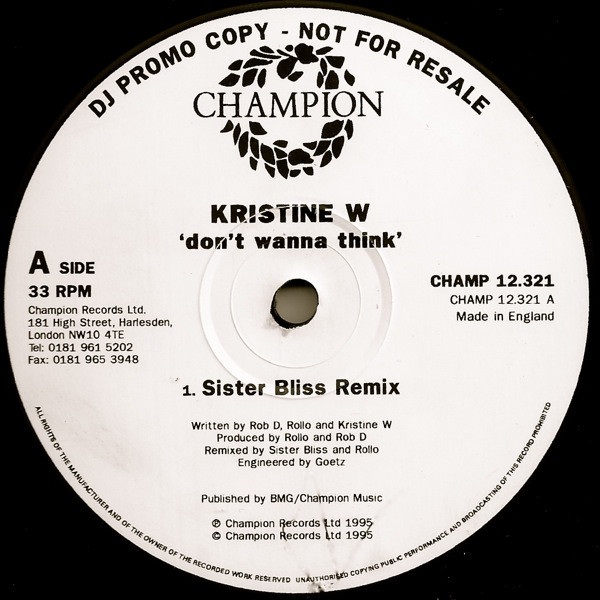 DJ PROMO COPY - NOT FOR RESALE
CHAMPION
KRISTINE W
'don't wanna think'
A SIDE
33 RPM
Champion Records Ltd.
181 High Street, Harlesden,
London NW10 4TE
Tel: 0181 961 5202
Fax: 0181 965 3948
CHAMP 12.321
CHAMP 12.321 A
Made in England
1. Sister Bliss Remix
Written by Rob D, Rollo and Kristine W
Produced by Rollo and Rob D
Remixed by Sister Bliss and Rollo
Engineered by Goetz
Published by BMG/Champion Music
℗ Champion Records Ltd 1995
© Champion Records Ltd 1995
ALL RIGHTS OF THE MANUFACTURER AND OF THE OWNER OF THE RECORDED WORK RESERVED UNAUTHORISED COPYING PUBLIC PERFORMANCE AND BROADCASTING OF THIS RECORD PROHIBITED